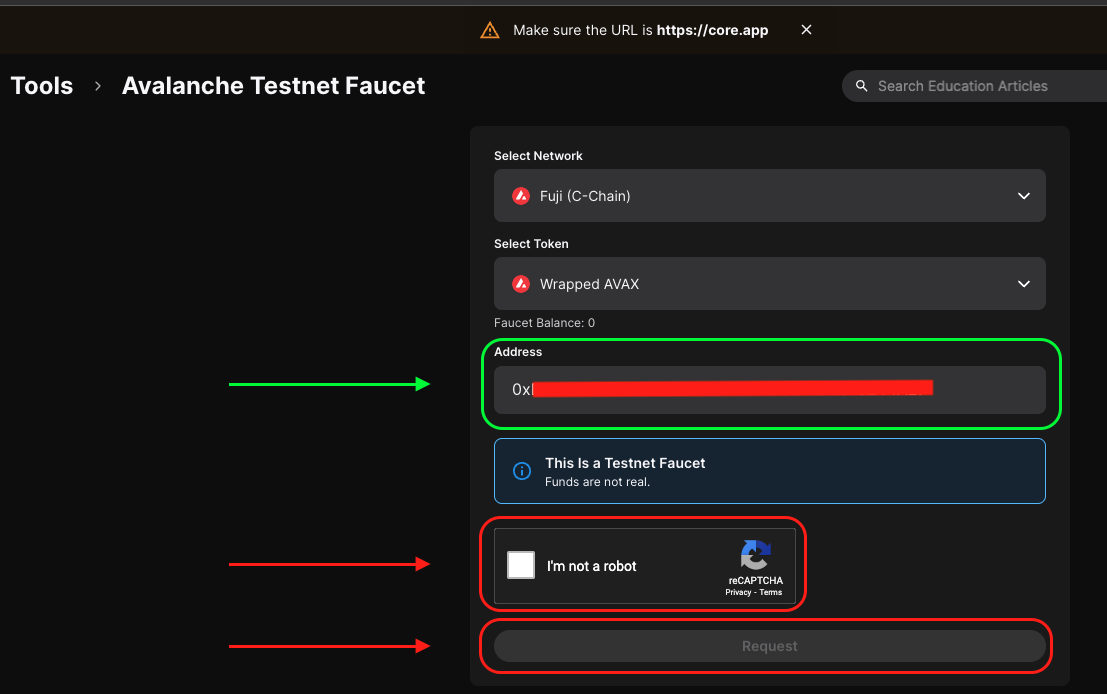 Make sure the URL is https://core.app
Tools > Avalanche Testnet Faucet
Search Education Articles
Select Network
Fuji (C-Chain)
Select Token
Wrapped AVAX
Faucet Balance: 0
Address
0x
This Is a Testnet Faucet
Funds are not real.
I'm not a robot
reCAPTCHA
Privacy - Terms
Request